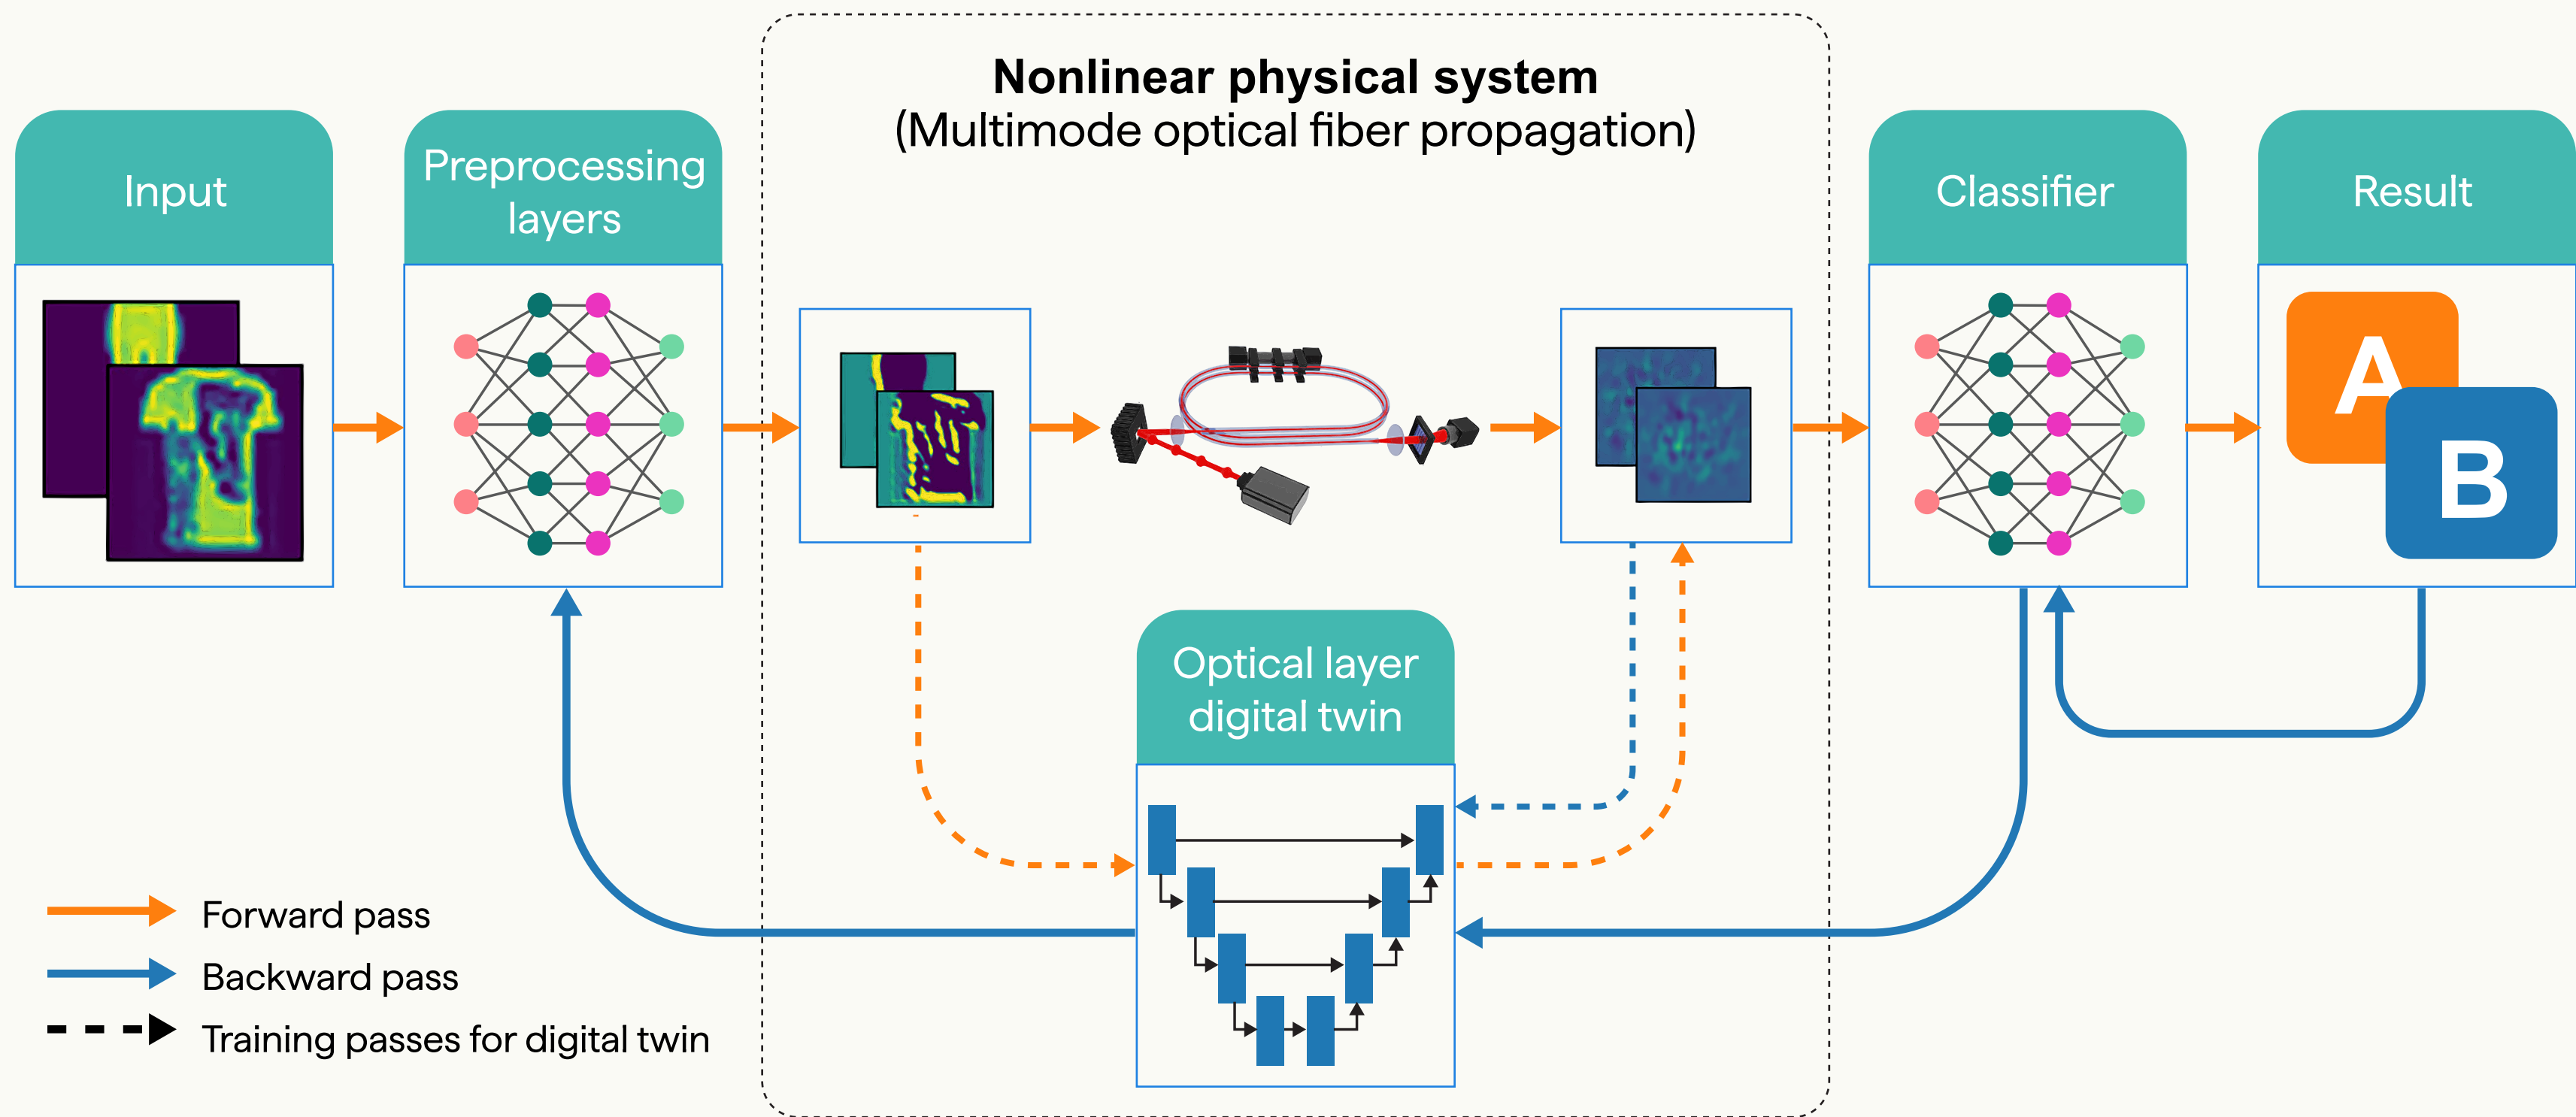 Nonlinear physical system
(Multimode optical fiber propagation)
Input
Preprocessing
layers
Classifier
Result
A
B
Optical layer
digital twin
Forward pass
Backward pass
Training passes for digital twin